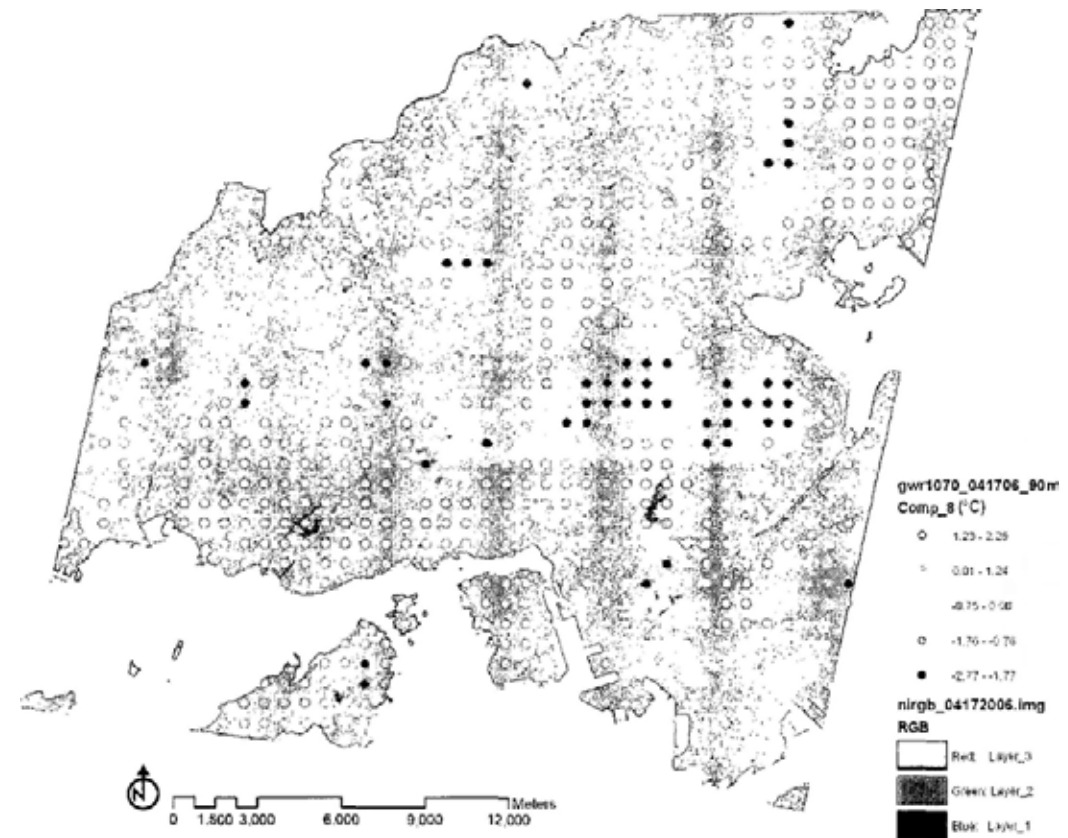 gwr1070_041706_90m
Comp_8 (°C)
1.23 - 2.25
0.01 - 1.24
-1.76 - -0.76
-2.77 - -1.77
nirgb_04172006.img
RGB
Red: Layer_3
Green: Layer_2
Blue: Layer_1
N
Meters
0 1,500 3,000 6,000 9,000 12,000